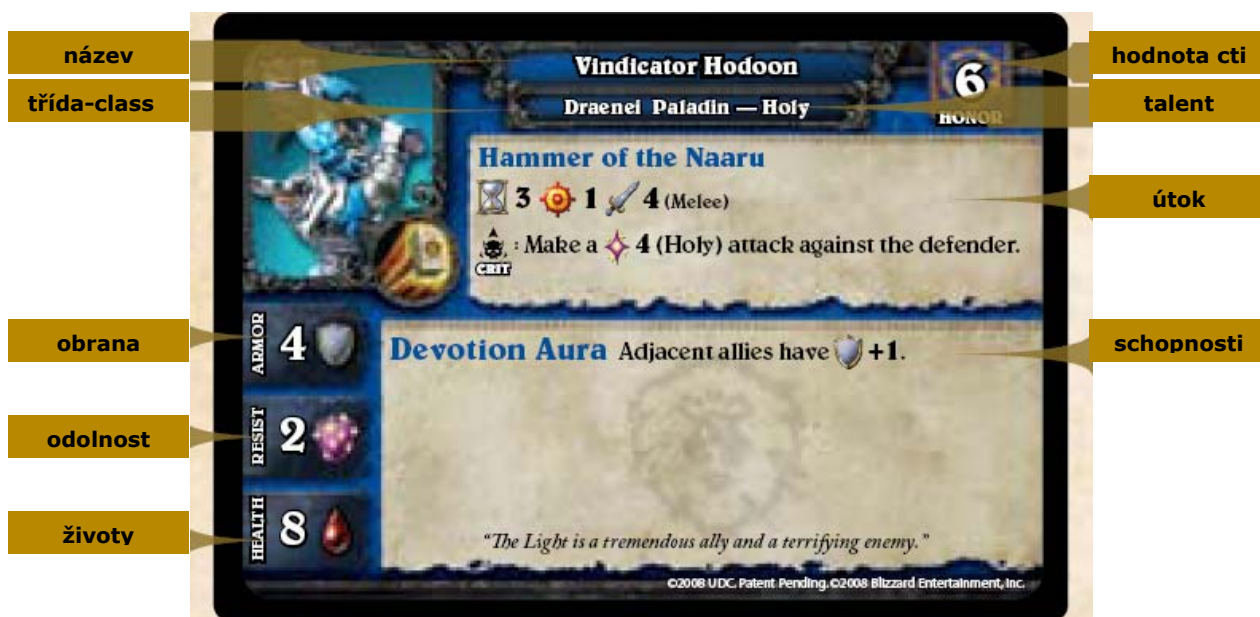 název
třída-class
hodnota cti
talent
útok
obrana
odolnost
životy
schopnosti
Vindicator Hodoon
Draenei Paladin — Holy
6
HONOR
Hammer of the Naaru
3 1 4 (Melee)
CRIT : Make a 4 (Holy) attack against the defender.
ARMOR 4
Devotion Aura Adjacent allies have +1.
RESIST 2
HEALTH 8
"The Light is a tremendous ally and a terrifying enemy."
©2008 UDC. Patent Pending. ©2008 Blizzard Entertainment, Inc.